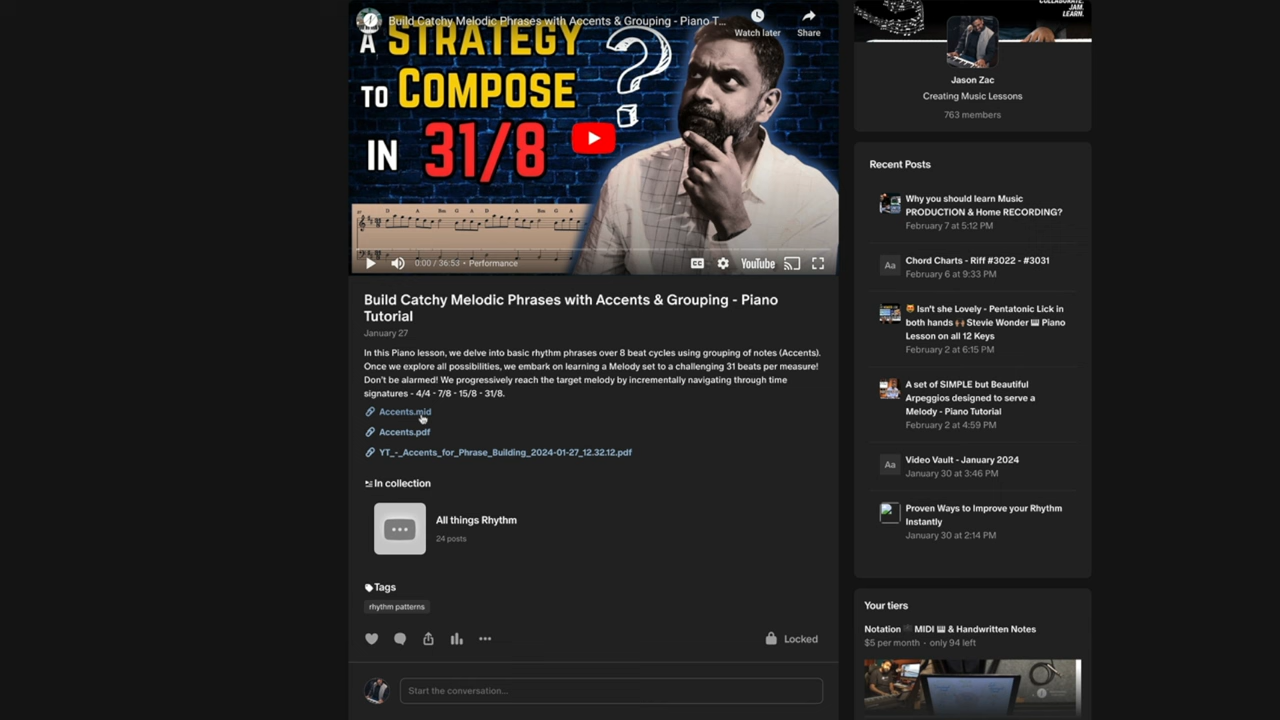 Build Catchy Melodic Phrases with Accents & Grouping - Piano T...
Watch later
Share
A STRATEGY
TO COMPOSE
IN 31/8
?
D A Bm G A D A Bm G A
0:00 / 36:53 • Performance
CC
YouTube
Build Catchy Melodic Phrases with Accents & Grouping - Piano
Tutorial
January 27
In this Piano lesson, we delve into basic rhythm phrases over 8 beat cycles using grouping of notes (Accents).
Once we explore all possibilities, we embark on learning a Melody set to a challenging 31 beats per measure!
Don't be alarmed! We progressively reach the target melody by incrementally navigating through time
signatures - 4/4 - 7/8 - 15/8 - 31/8.
Accents.mid
Accents.pdf
YT_-_Accents_for_Phrase_Building_2024-01-27_12.32.12.pdf
In collection
All things Rhythm
24 posts
Tags
rhythm patterns
Locked
Start the conversation...
COLLABORATE.
JAM.
LEARN.
Jason Zac
Creating Music Lessons
763 members
Recent Posts
Why you should learn Music
PRODUCTION & Home RECORDING?
February 7 at 5:12 PM
Aa
Chord Charts - Riff #3022 - #3031
February 6 at 9:33 PM
Isn't she Lovely - Pentatonic Lick in
both hands Stevie Wonder Piano
Lesson on all 12 Keys
February 2 at 6:15 PM
A set of SIMPLE but Beautiful
Arpeggios designed to serve a
Melody - Piano Tutorial
February 2 at 4:59 PM
Aa
Video Vault - January 2024
January 30 at 3:46 PM
Proven Ways to Improve your Rhythm
Instantly
January 30 at 2:14 PM
Your tiers
Notation MIDI & Handwritten Notes
$5 per month • only 94 left